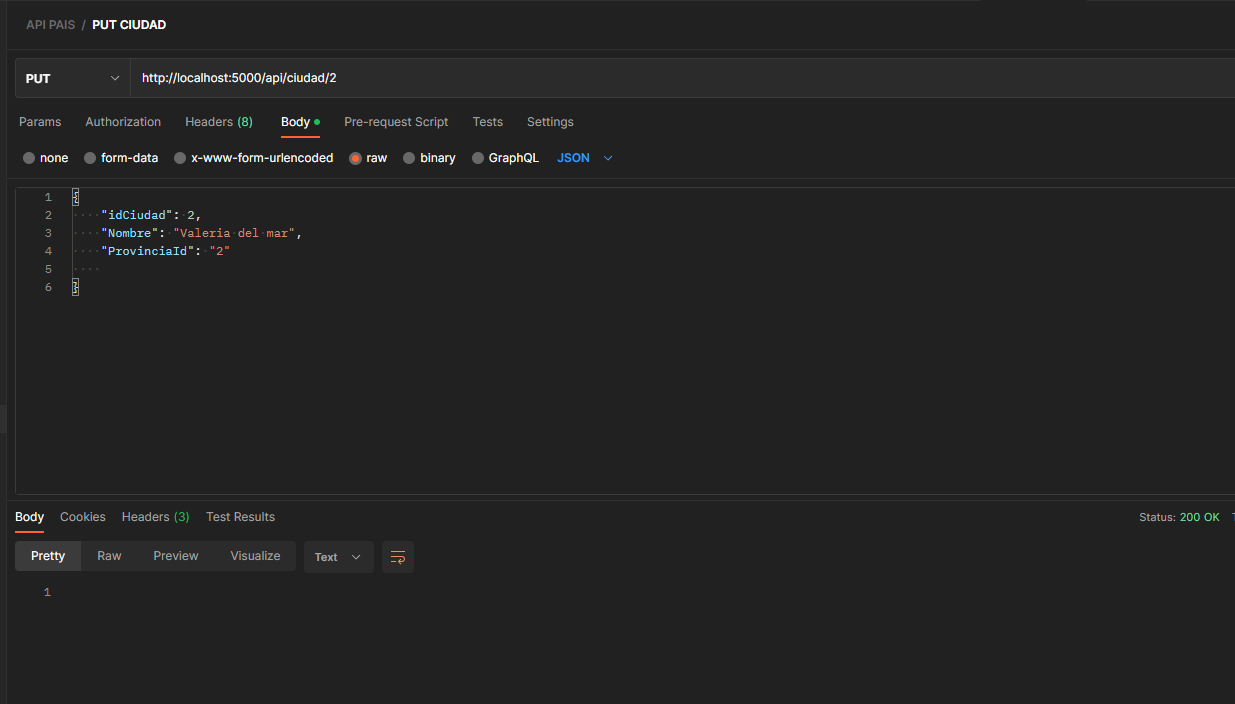 API PAIS / PUT CIUDAD
PUT http://localhost:5000/api/ciudad/2
Params Authorization Headers (8) Body Pre-request Script Tests Settings
none form-data x-www-form-urlencoded raw binary GraphQL JSON
1 {
2 "idCiudad": 2,
3 "Nombre": "Valeria del mar",
4 "ProvinciaId": "2"
5
6 }
Body Cookies Headers (3) Test Results Status: 200 OK
Pretty Raw Preview Visualize Text
1